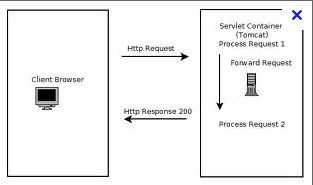 Client Browser
Http Request
Http Response 200
Servlet Container
(Tomcat)
Process Request 1
Forward Request
Process Request 2